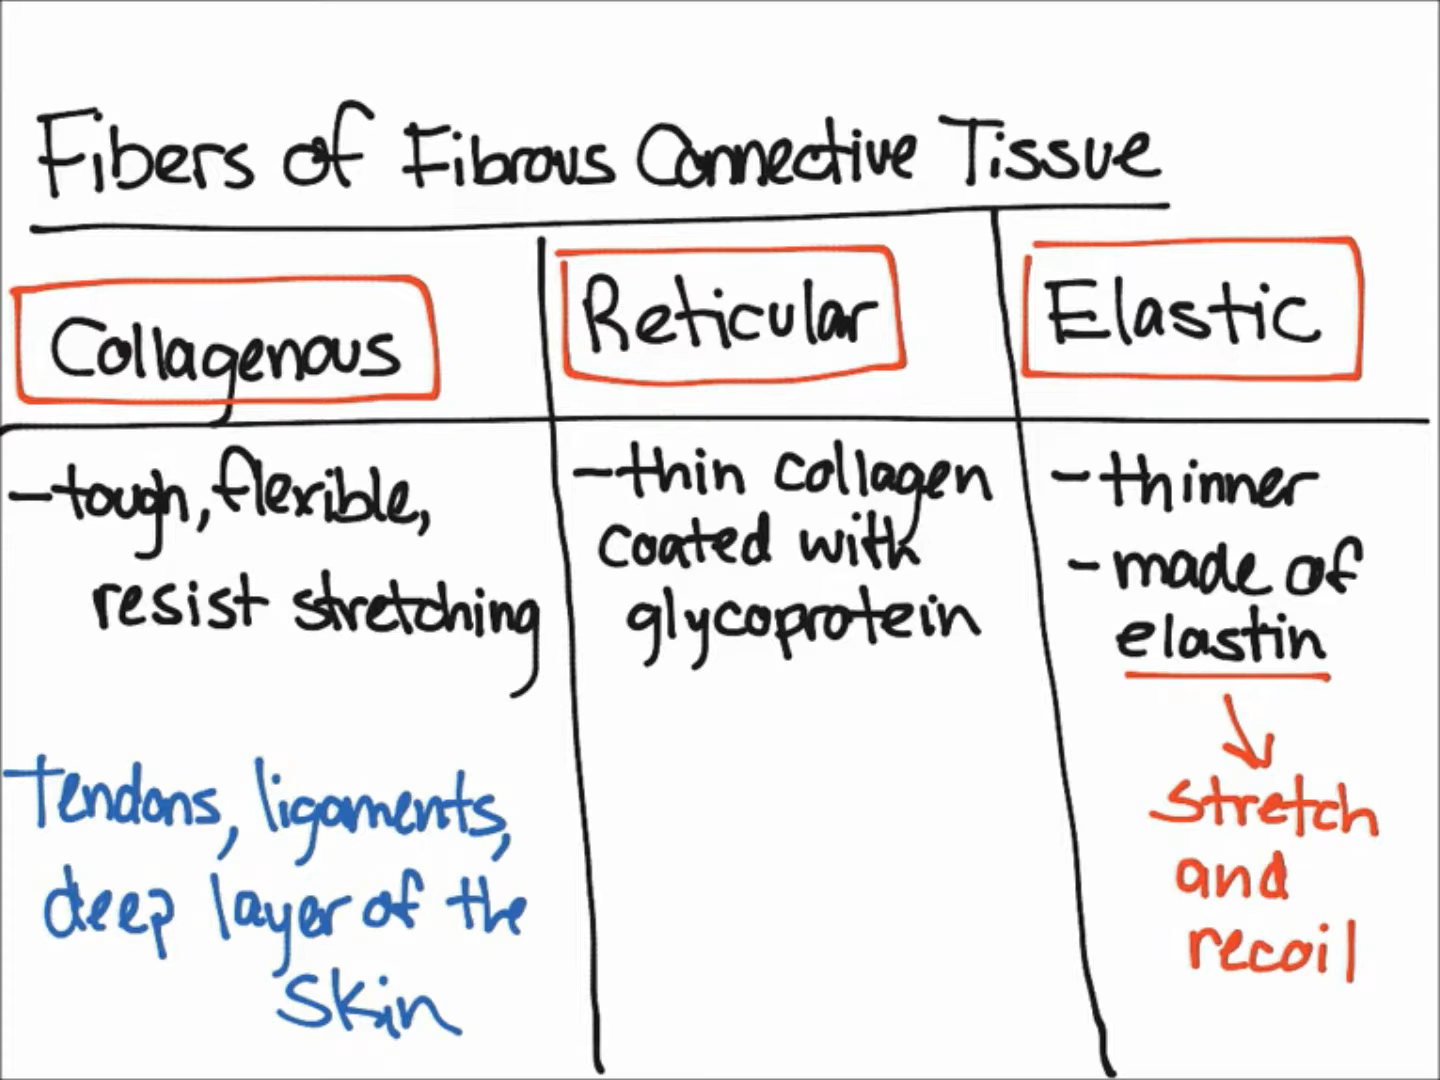 Fibers of Fibrous Connective Tissue
Collagenous
-tough, flexible,
resist stretching
Tendons, ligaments,
deep layer of the
skin
Reticular
-thin collagen
coated with
glycoprotein
Elastic
-thinner
-made of
elastin
stretch
and
recoil